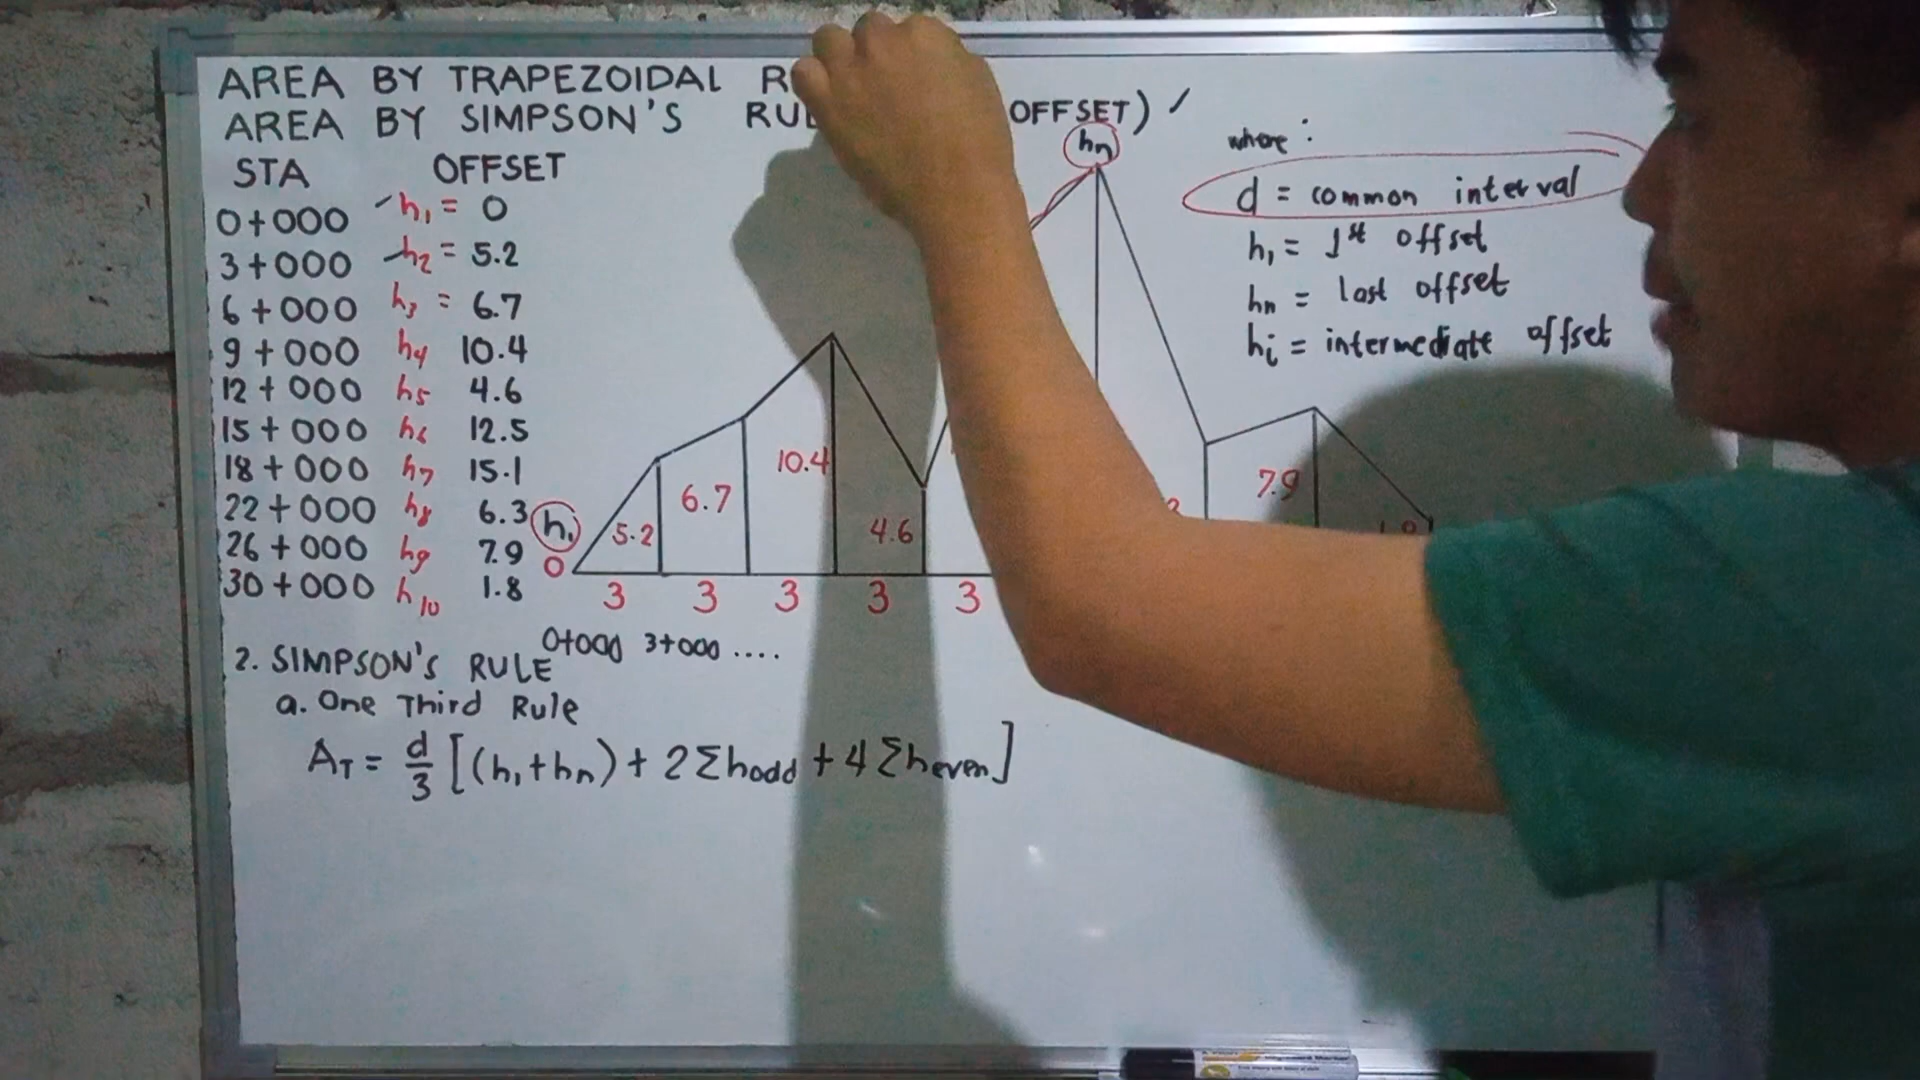 AREA BY TRAPEZOIDAL
AREA BY SIMPSON'S RUL OFFSET) /
STA OFFSET
0+000 h1 = 0
3+000 h2 = 5.2
6+000 h3 = 6.7
9+000 h4 10.4
12+000 h5 4.6
15+000 h6 12.5
18+000 h7 15.1
22+000 h8 6.3
26+000 h9 7.9
30+000 h10 1.8
hn
h1
0
5.2
6.7
10.4
4.6
7.9
3 3 3 3 3
0+000 3+000 ....
where :
d = common interval
h1 = 1st offset
hn = last offset
hi = intermediate offset
2. SIMPSON'S RULE
a. One Third Rule
AT = d/3 [(h1+hn) + 2Σhodd + 4Σheven]